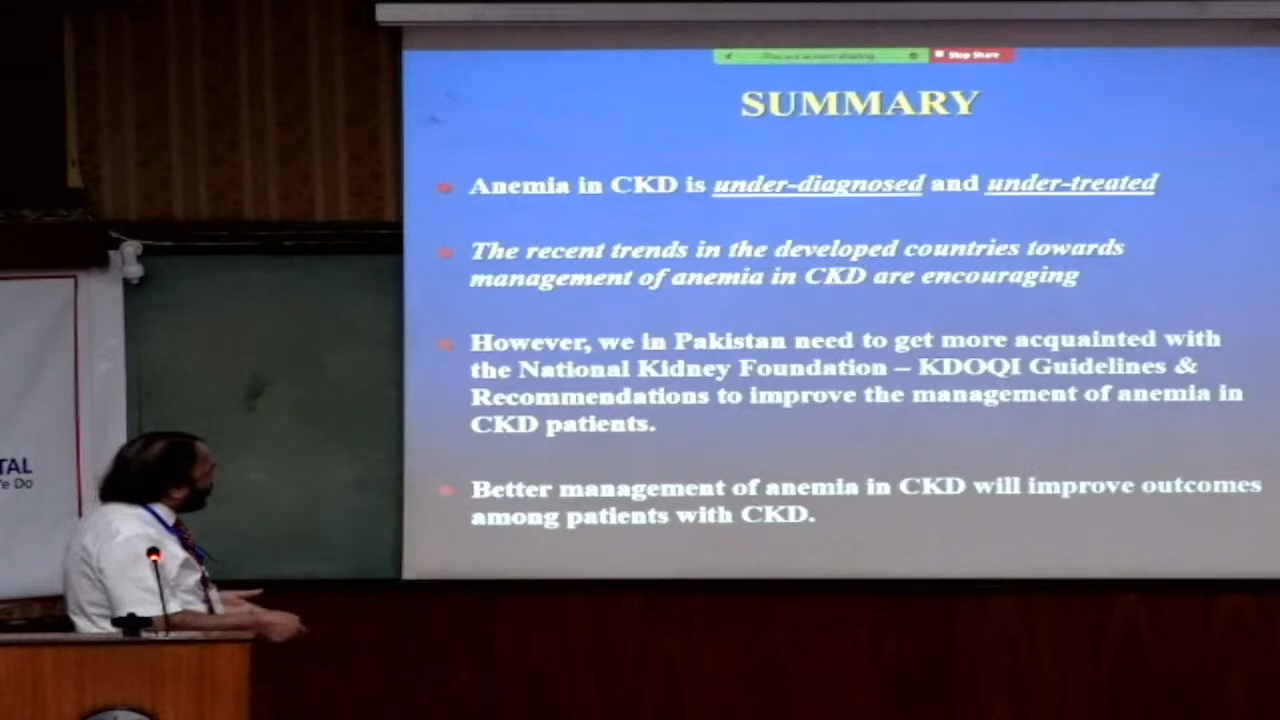 Stop Share
SUMMARY
Anemia in CKD is under-diagnosed and under-treated
The recent trends in the developed countries towards
management of anemia in CKD are encouraging
However, we in Pakistan need to get more acquainted with
the National Kidney Foundation – KDOQI Guidelines &
Recommendations to improve the management of anemia in
CKD patients.
Better management of anemia in CKD will improve outcomes
among patients with CKD.
TAL
e Do